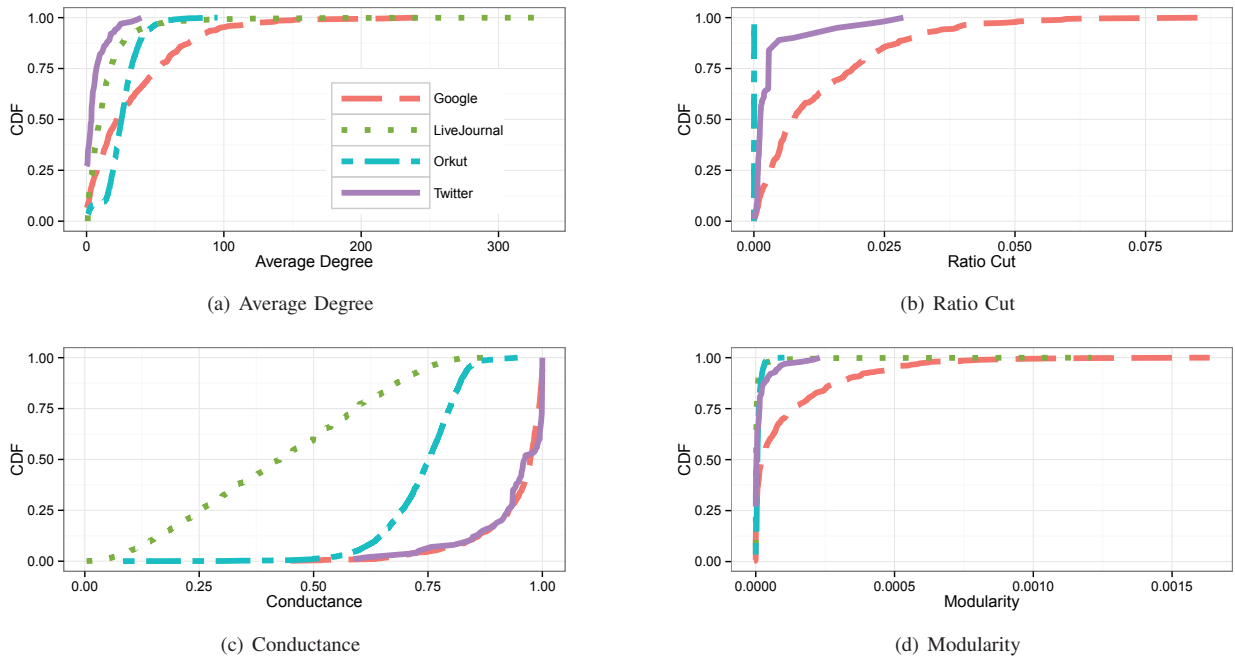 1.00
0.75
0.50
0.25
0.00
CDF
0
100
200
300
Average Degree
Google
LiveJournal
Orkut
Twitter
(a) Average Degree
1.00
0.75
0.50
0.25
0.00
CDF
0.000
0.025
0.050
0.075
Ratio Cut
(b) Ratio Cut
1.00
0.75
0.50
0.25
0.00
CDF
0.00
0.25
0.50
0.75
1.00
Conductance
(c) Conductance
1.00
0.75
0.50
0.25
0.00
CDF
0.0000
0.0005
0.0010
0.0015
Modularity
(d) Modularity